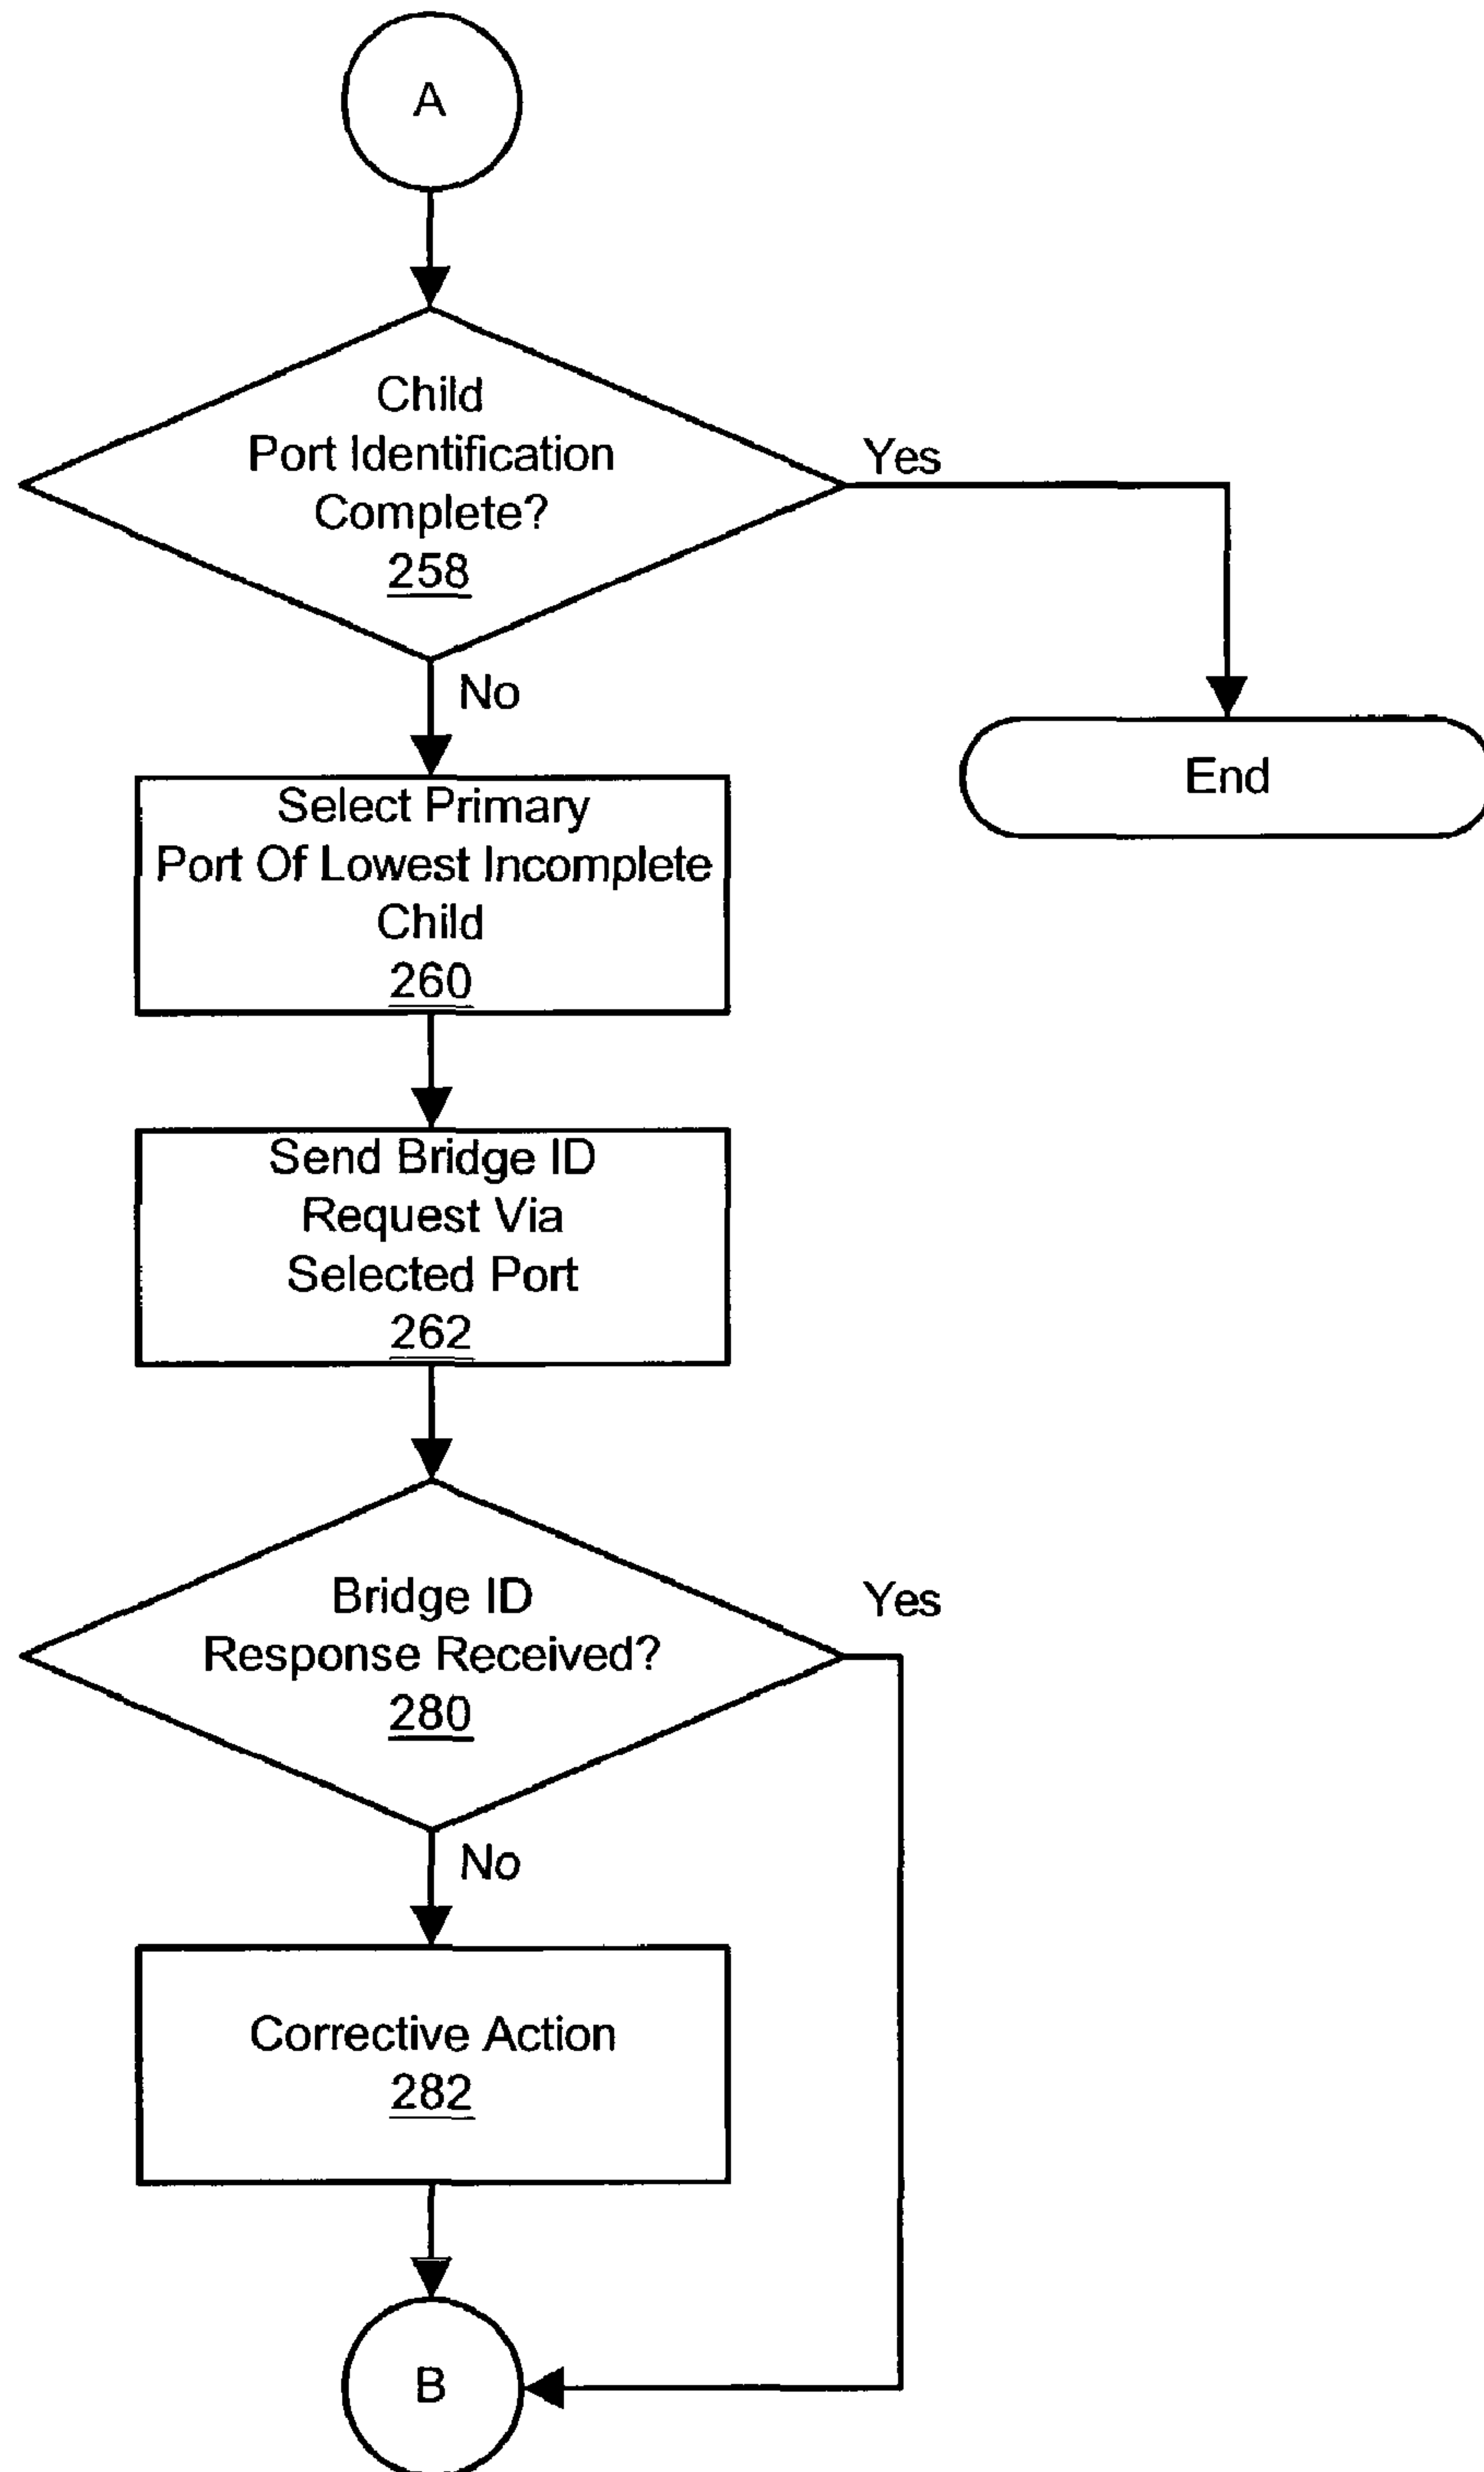 A
Child
Port Identification
Complete?
258
Yes
No
End
Select Primary
Port Of Lowest Incomplete
Child
260
Send Bridge ID
Request Via
Selected Port
262
Bridge ID
Response Received?
280
Yes
No
Corrective Action
282
B